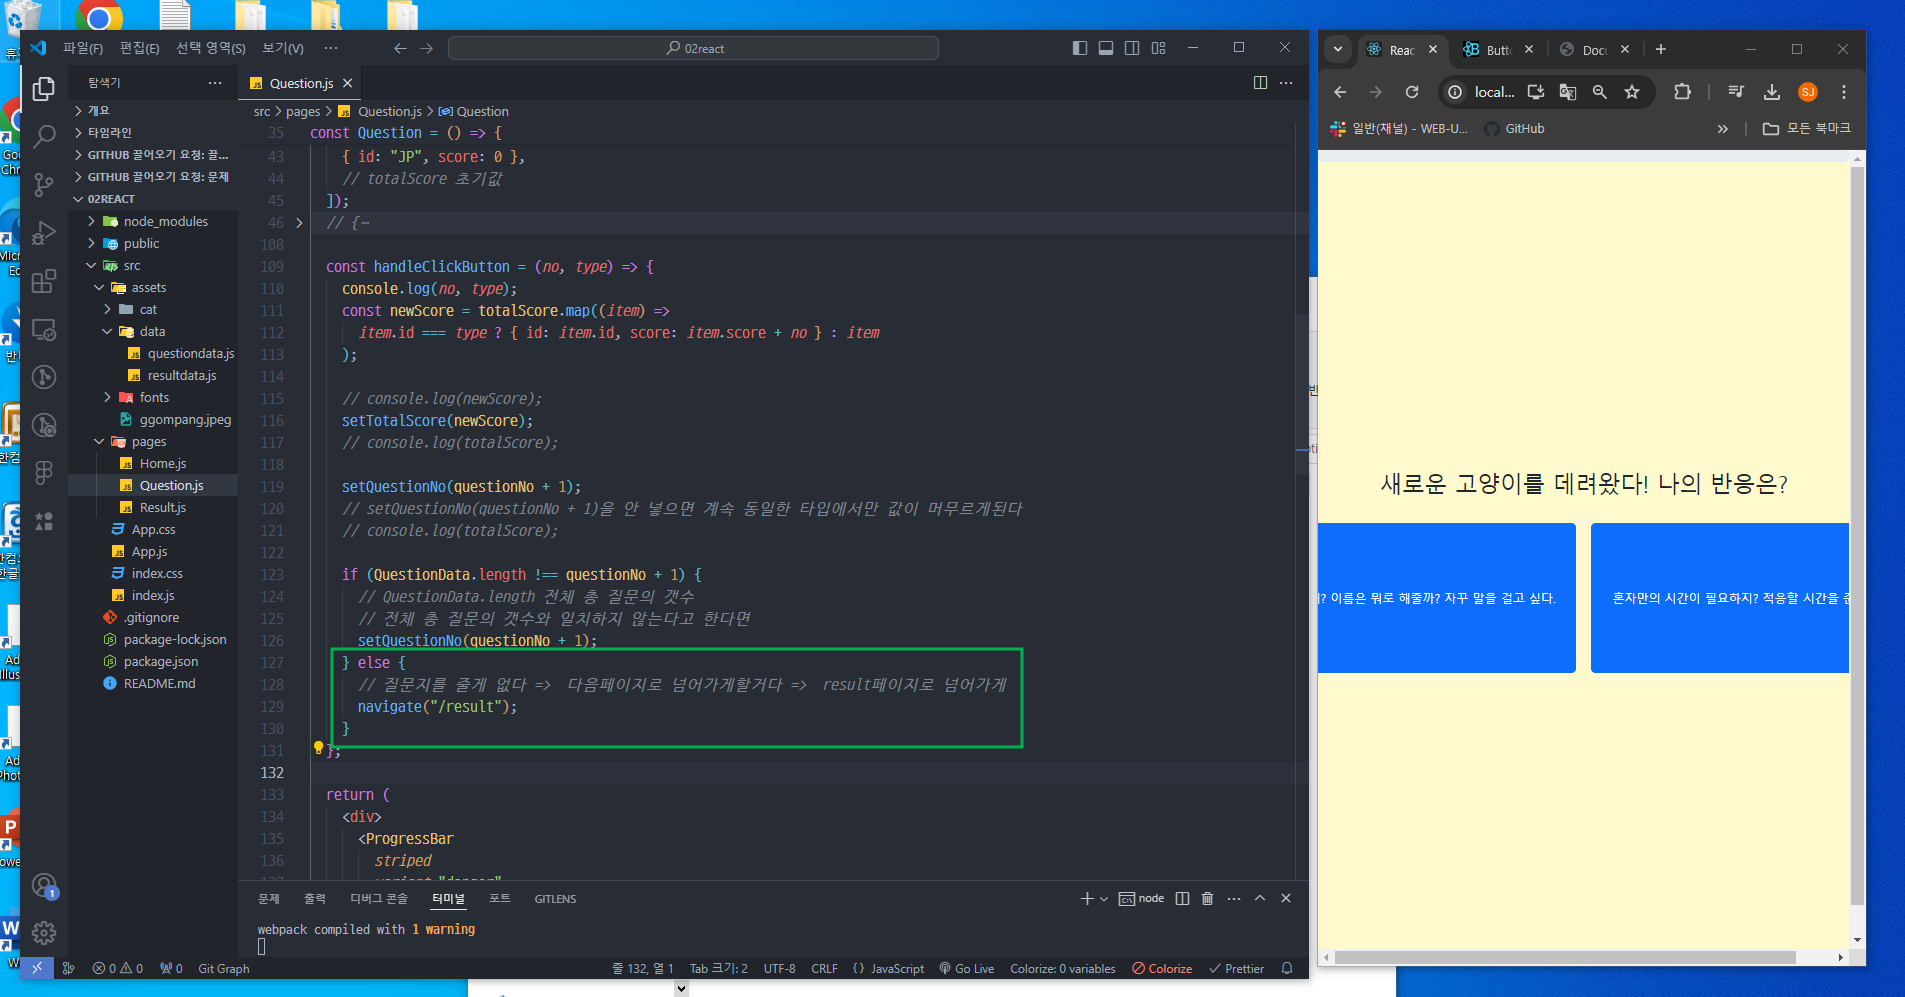 파일(F) 편집(E) 선택 영역(S) 보기(V) ···
02react
탐색기
개요
타임라인
GITHUB 끌어오기 요청: 끌...
GITHUB 끌어오기 요청: 문제
02REACT
node_modules
public
src
assets
cat
data
questiondata.js
resultdata.js
fonts
ggompang.jpeg
pages
Home.js
Question.js
Result.js
App.css
App.js
index.css
index.js
.gitignore
package-lock.json
package.json
README.md
Question.js
src > pages > Question.js > Question
35 const Question = () => {
43 { id: "JP", score: 0 },
44 // totalScore 초기값
45 ]);
46 // {···
108
109 const handleClickButton = (no, type) => {
110 console.log(no, type);
111 const newScore = totalScore.map((item) =>
112 item.id === type ? { id: item.id, score: item.score + no } : item
113 );
114
115 // console.log(newScore);
116 setTotalScore(newScore);
117 // console.log(totalScore);
118
119 setQuestionNo(questionNo + 1);
120 // setQuestionNo(questionNo + 1)을 안 넣으면 계속 동일한 타입에서만 값이 머무르게된다
121 // console.log(totalScore);
122
123 if (QuestionData.length !== questionNo + 1) {
124 // QuestionData.length 전체 총 질문의 갯수
125 // 전체 총 질문의 갯수와 일치하지 않는다고 한다면
126 setQuestionNo(questionNo + 1);
127 } else {
128 // 질문지를 줄게 없다 => 다음페이지로 넘어가게할거다 => result페이지로 넘어가게
129 navigate("/result");
130 }
131 };
132
133 return (
134 <div>
135 <ProgressBar
136 striped
문제 출력 디버그 콘솔 터미널 포트 GITLENS
node
webpack compiled with 1 warning
1
0 0 0 Git Graph
줄 132, 열 1 Tab 크기: 2 UTF-8 CRLF {} JavaScript Go Live Colorize: 0 variables Colorize Prettier
Reac
Butto
Docu
local...
SJ
일반(채널) - WEB-U...
GitHub
모든 북마크
새로운 고양이를 데려왔다! 나의 반응은?
? 이름은 뭐로 해줄까? 자꾸 말을 걸고 싶다.
혼자만의 시간이 필요하지? 적응할 시간을 준